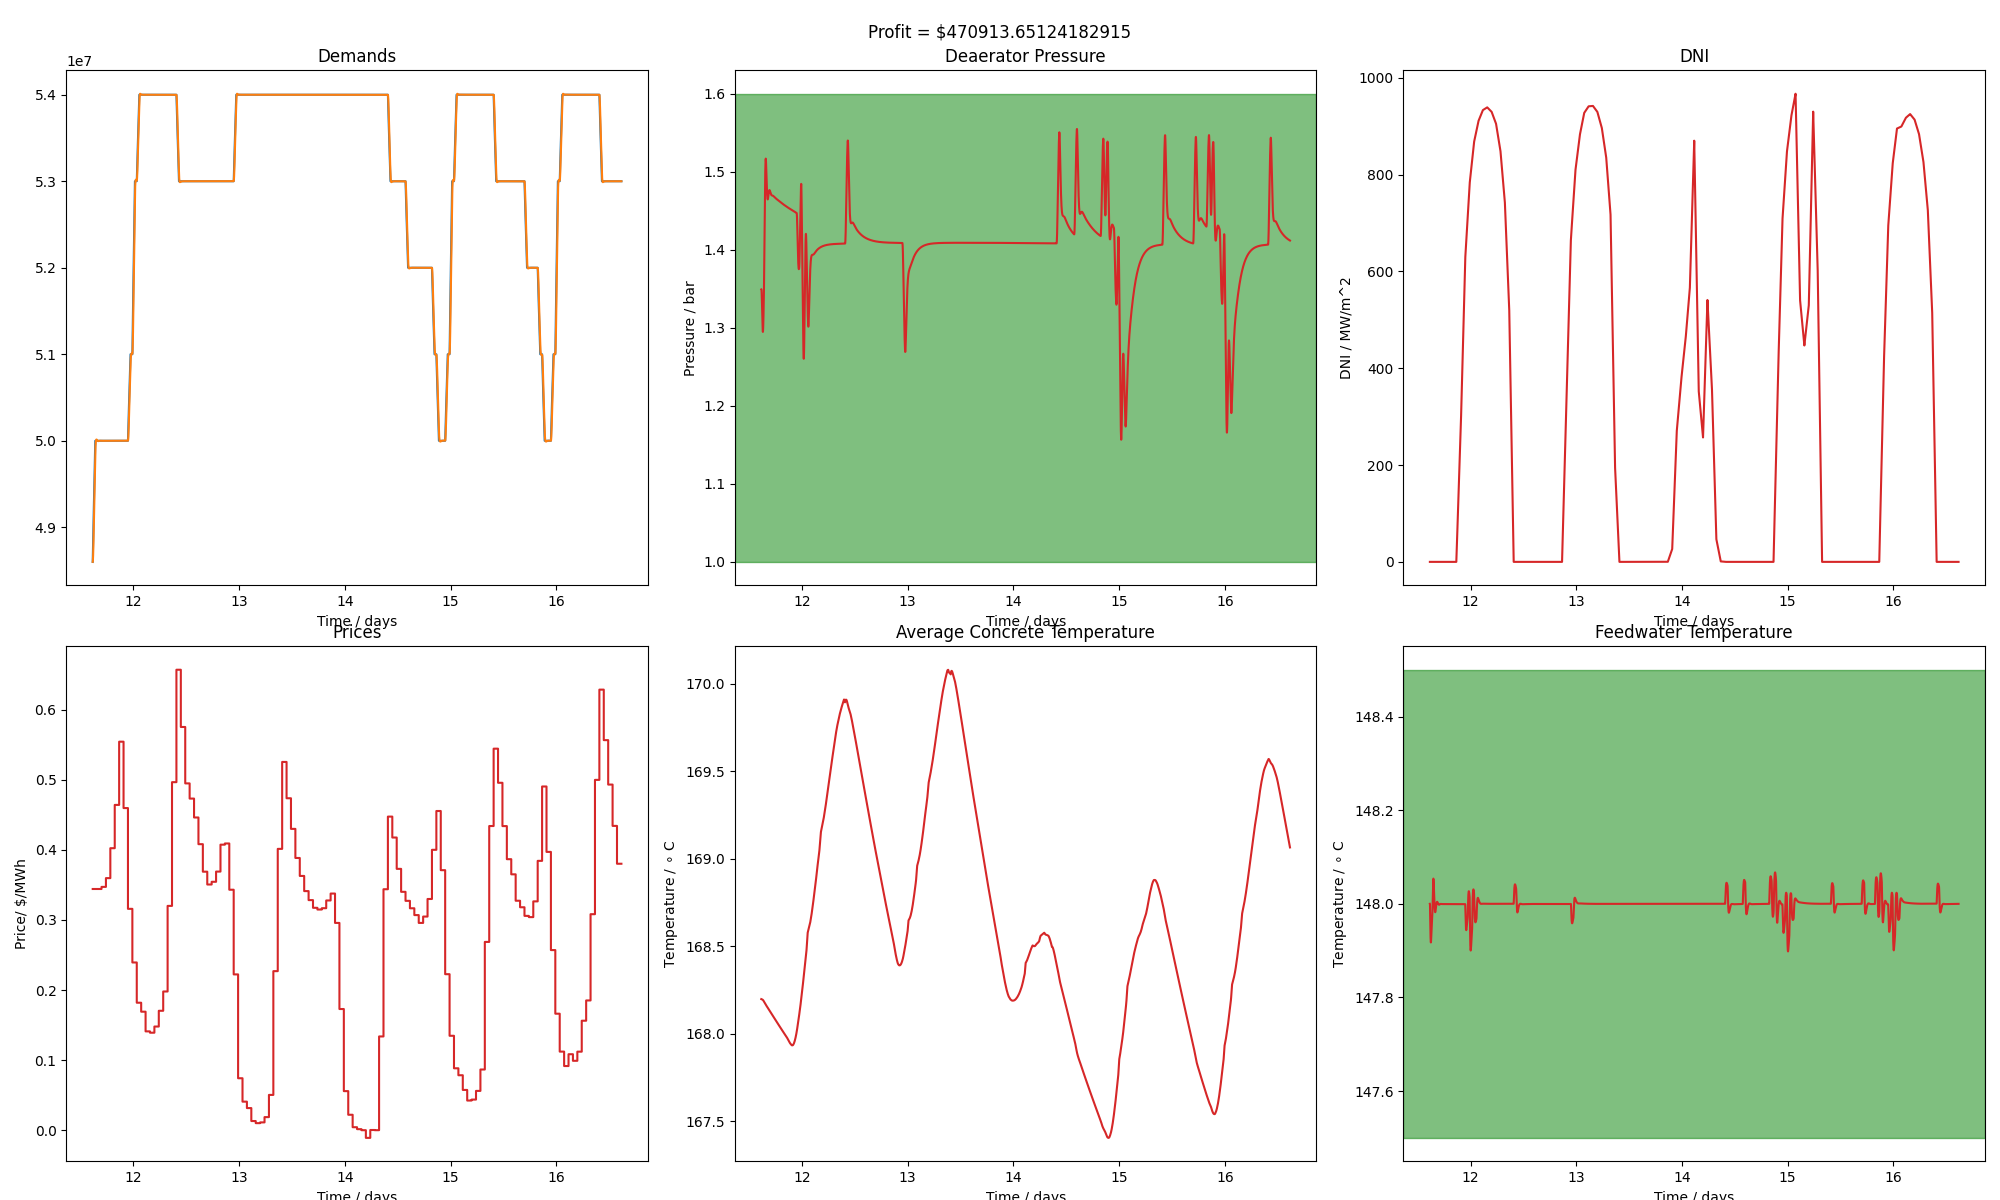 Profit = $470913.65124182915
Demands
1e7
5.4
5.3
5.2
5.1
5.0
4.9
12 13 14 15 16
Time / days
Deaerator Pressure
Pressure / bar
1.6
1.5
1.4
1.3
1.2
1.1
1.0
12 13 14 15 16
Time / days
DNI
DNI / MW/m^2
1000
800
600
400
200
0
12 13 14 15 16
Time / days
Prices
Price/ $/MWh
0.6
0.5
0.4
0.3
0.2
0.1
0.0
12 13 14 15 16
Time / days
Average Concrete Temperature
Temperature / ∘ C
170.0
169.5
169.0
168.5
168.0
167.5
12 13 14 15 16
Time / days
Feedwater Temperature
Temperature / ∘ C
148.4
148.2
148.0
147.8
147.6
12 13 14 15 16
Time / days